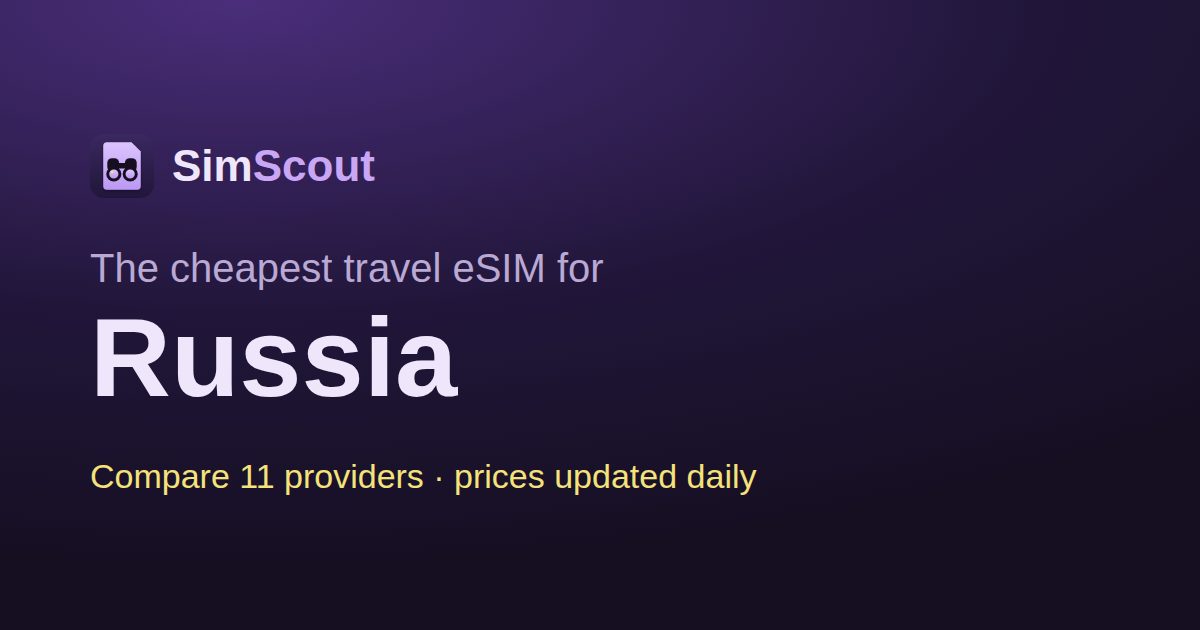 SimScout
The cheapest travel eSIM for
Russia
Compare 11 providers · prices updated daily